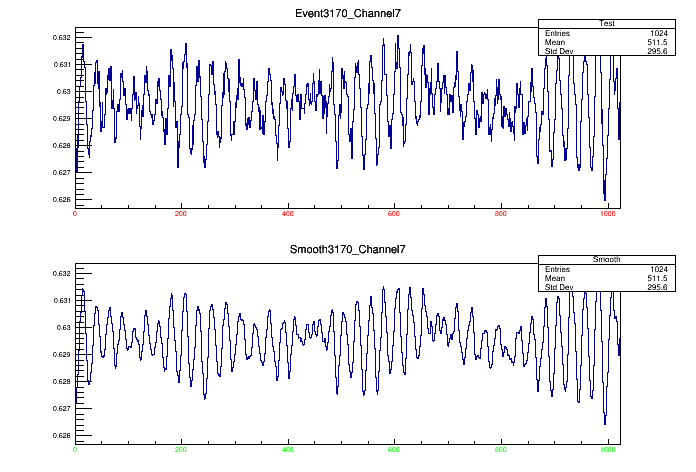 Event3170_Channel7
Test
Entries 1024
Mean 511.5
Std Dev 295.6
0.632
0.631
0.63
0.629
0.628
0.627
0.626
0 200 400 600 800 1000
Smooth3170_Channel7
Smooth
Entries 1024
Mean 511.5
Std Dev 295.6
0.632
0.631
0.63
0.629
0.628
0.627
0.626
0 200 400 600 800 1000